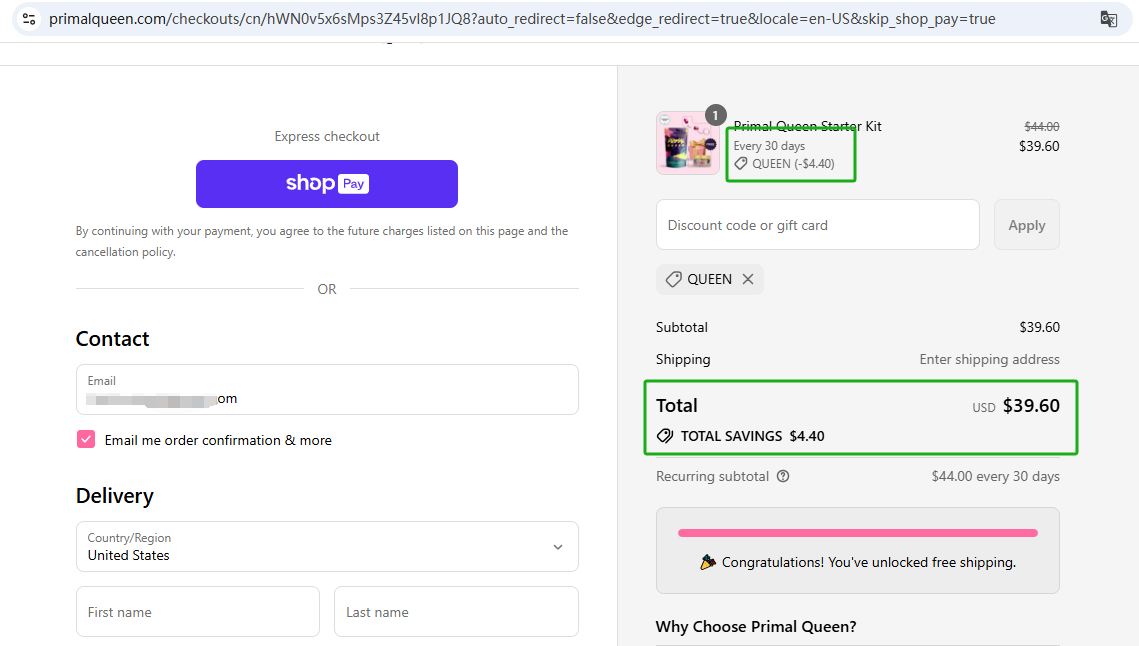 primalqueen.com/checkouts/cn/hWN0v5x6sMps3Z45vI8p1JQ8?auto_redirect=false&edge_redirect=true&locale=en-US&skip_shop_pay=true
Express checkout
shop Pay
By continuing with your payment, you agree to the future charges listed on this page and the
cancellation policy.
OR
Contact
Email
om
Email me order confirmation & more
Delivery
Country/Region
United States
First name
Last name
1
Primal Queen Starter Kit
$44.00
Every 30 days
$39.60
QUEEN (-$4.40)
Discount code or gift card
Apply
QUEEN
Subtotal
$39.60
Shipping
Enter shipping address
Total
USD $39.60
TOTAL SAVINGS $4.40
Recurring subtotal
$44.00 every 30 days
Congratulations! You've unlocked free shipping.
Why Choose Primal Queen?